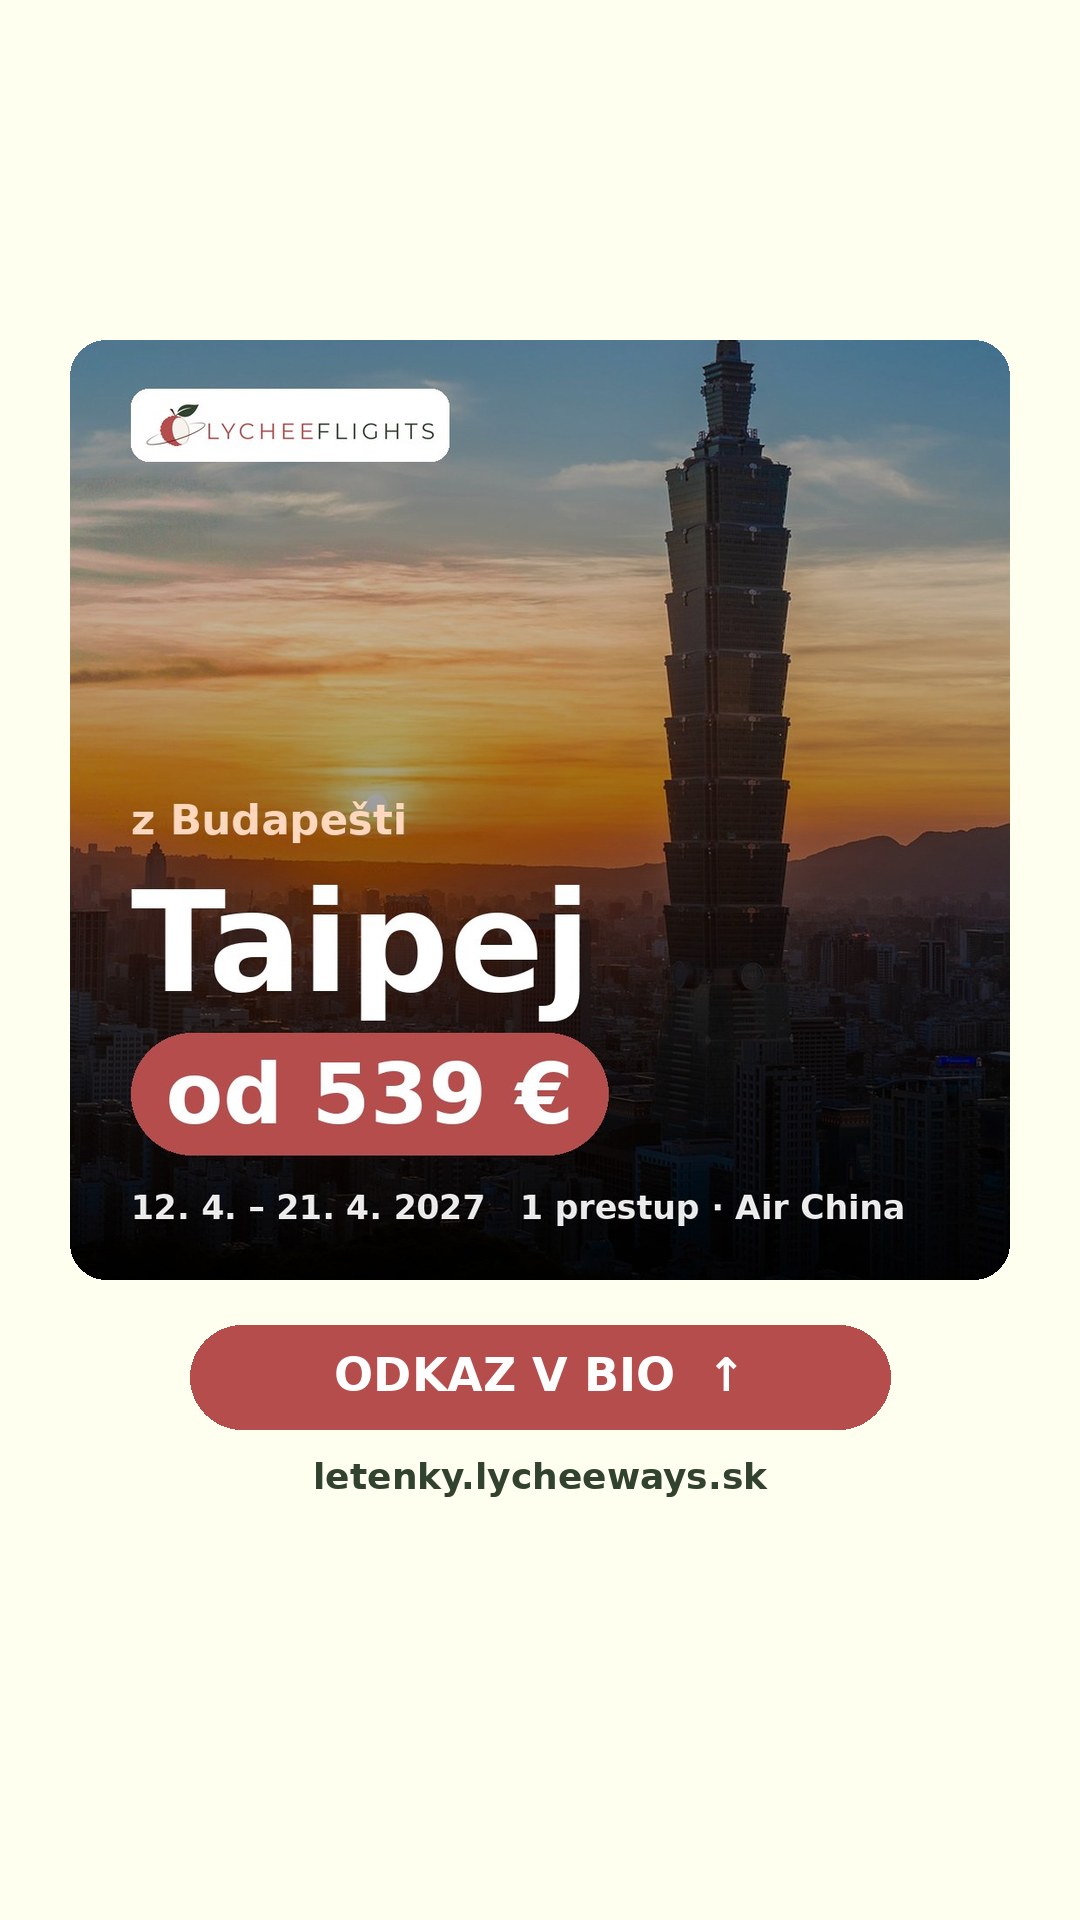 LYCHEEFLIGHTS
z Budapešti
Taipej
od 539 €
12. 4. – 21. 4. 2027 1 prestup · Air China
ODKAZ V BIO ↑
letenky.lycheeways.sk